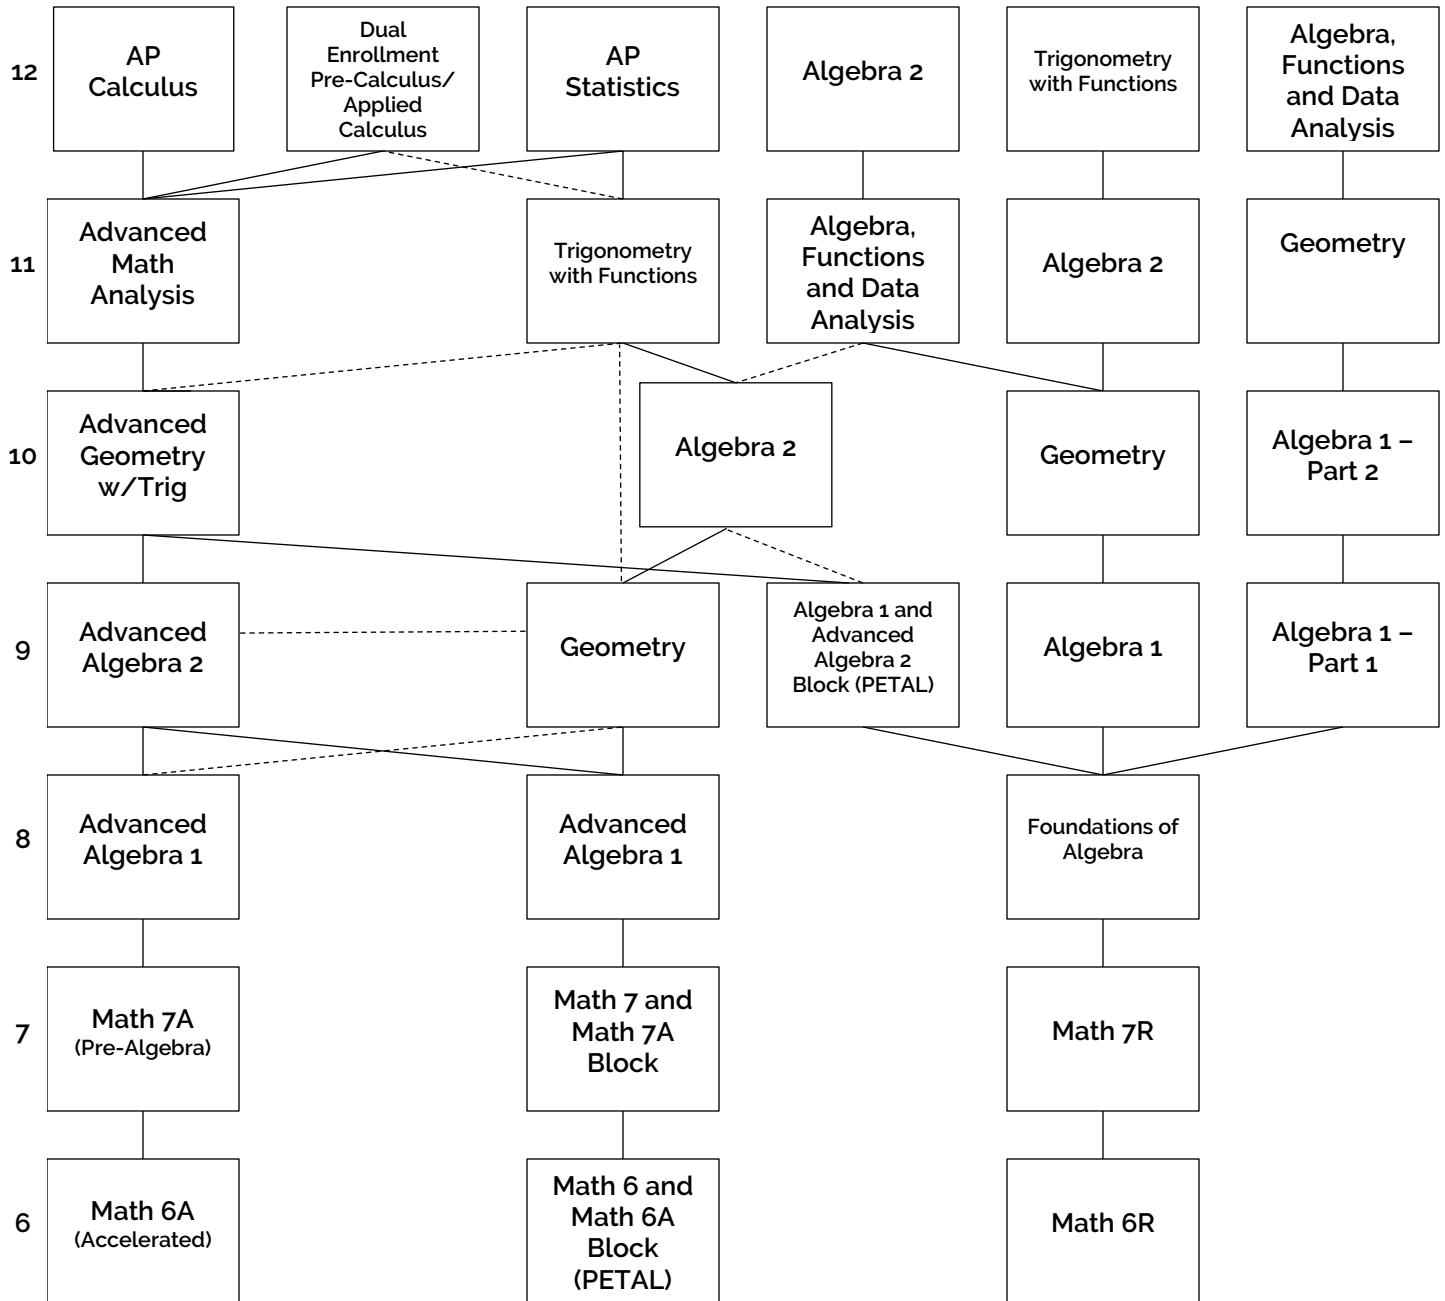 12
AP
Calculus
Dual
Enrollment
Pre-Calculus/
Applied
Calculus
AP
Statistics
Algebra 2
Trigonometry
with Functions
Algebra,
Functions
and Data
Analysis
11
Advanced
Math
Analysis
Trigonometry
with Functions
Algebra,
Functions
and Data
Analysis
Algebra 2
Geometry
10
Advanced
Geometry
w/Trig
Algebra 2
Geometry
Algebra 1 –
Part 2
9
Advanced
Algebra 2
Geometry
Algebra 1 and
Advanced
Algebra 2
Block (PETAL)
Algebra 1
Algebra 1 –
Part 1
8
Advanced
Algebra 1
Advanced
Algebra 1
Foundations of
Algebra
7
Math 7A
(Pre-Algebra)
Math 7 and
Math 7A
Block
Math 7R
6
Math 6A
(Accelerated)
Math 6 and
Math 6A
Block
(PETAL)
Math 6R